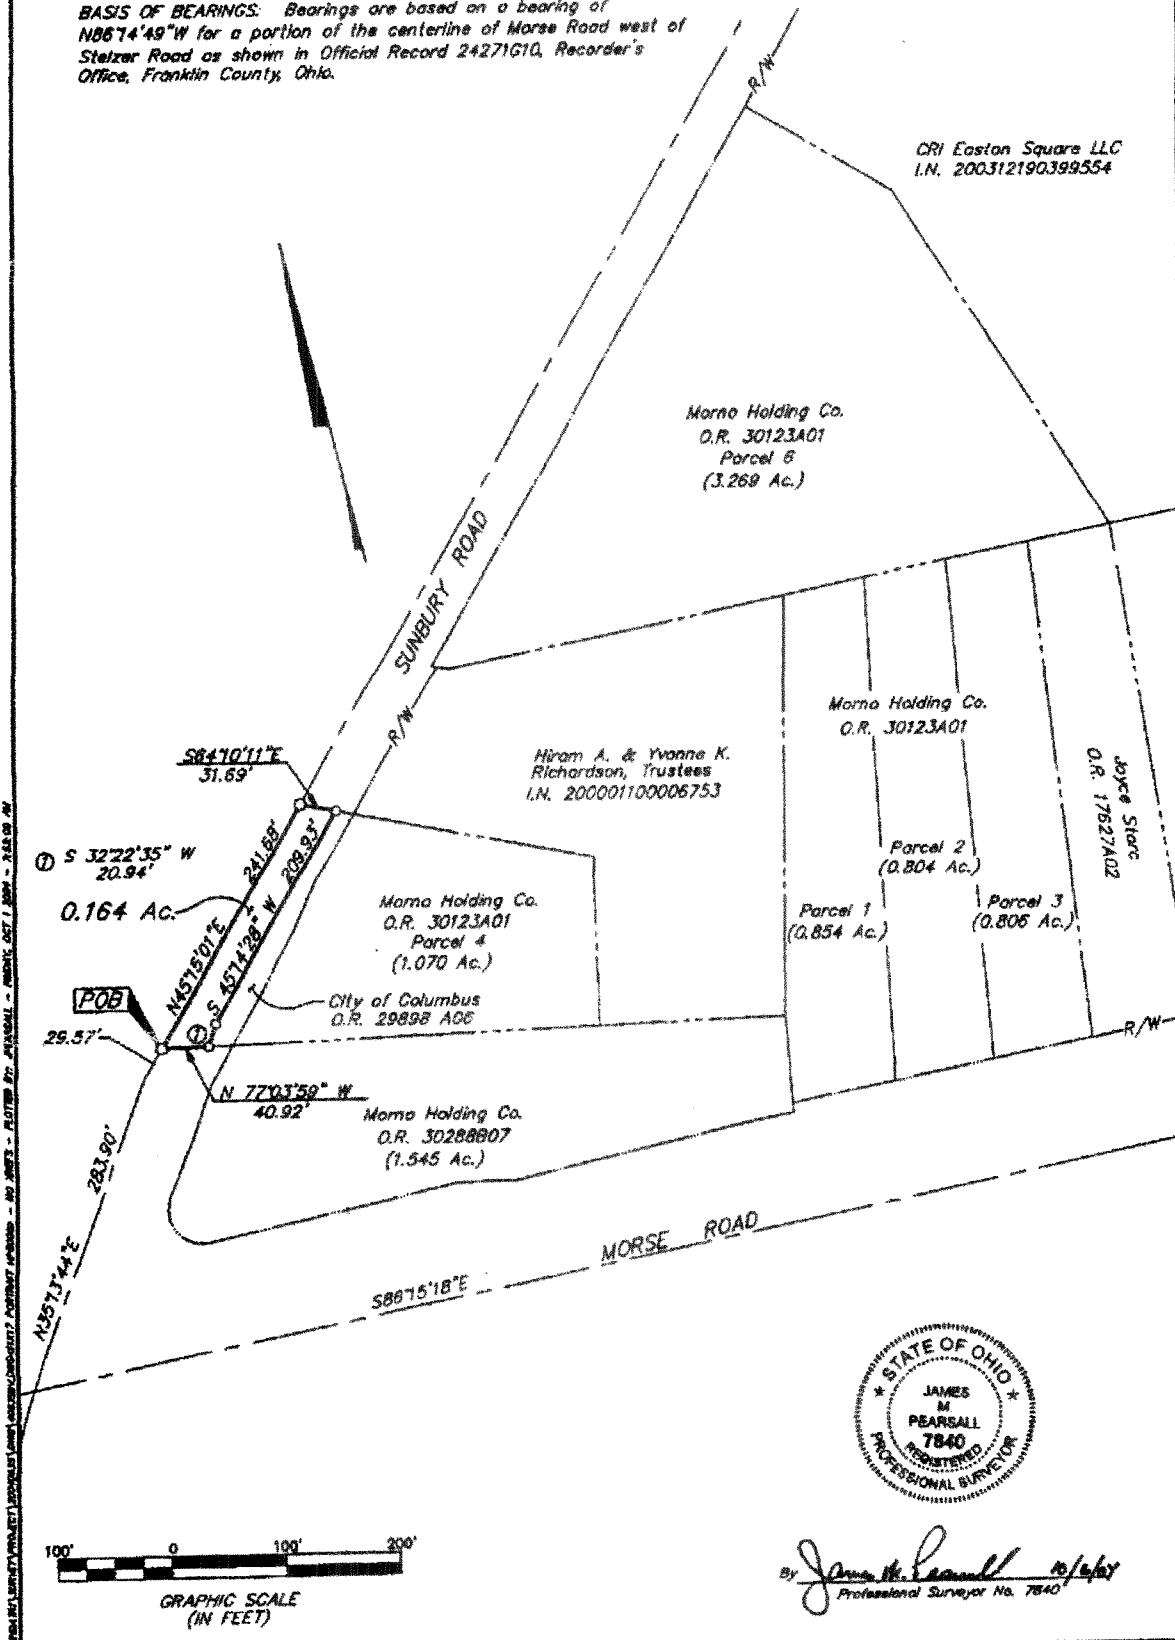 BASIS OF BEARINGS: Bearings are based on a bearing of
N86°14'49"W for a portion of the centerline of Morse Road west of
Stelzer Road as shown in Official Record 24271G10, Recorder's
Office, Franklin County, Ohio.
R/W
CRI Easton Square LLC
I.N. 200312190399554
Morno Holding Co.
O.R. 30123A01
Parcel 6
(3.269 Ac.)
SUNBURY ROAD
R/W
Morno Holding Co.
O.R. 30123A01
Hiram A. & Yvonne K.
Richardson, Trustees
I.N. 200001100006753
Joyce Starc
O.R. 17627A02
S64°10'11"E
31.69'
① S 32°22'35" W
20.94'
0.164 Ac.
241.68'
N45°15'01"E
209.93'
S 45°14'28" W
Parcel 2
(0.804 Ac.)
Parcel 1
(0.854 Ac.)
Parcel 3
(0.806 Ac.)
Morno Holding Co.
O.R. 30123A01
Parcel 4
(1.070 Ac.)
City of Columbus
O.R. 29898 A06
POB
29.57'
①
R/W
N 77°03'59" W
40.92'
Morno Holding Co.
O.R. 30288B07
(1.545 Ac.)
283.90'
N35°13'44"E
MORSE ROAD
S86°15'18"E
STATE OF OHIO
JAMES
M
PEARSALL
7840
REGISTERED
PROFESSIONAL SURVEYOR
100' 0 100' 200'
GRAPHIC SCALE
(IN FEET)
By James M. Pearsall
Professional Surveyor No. 7840